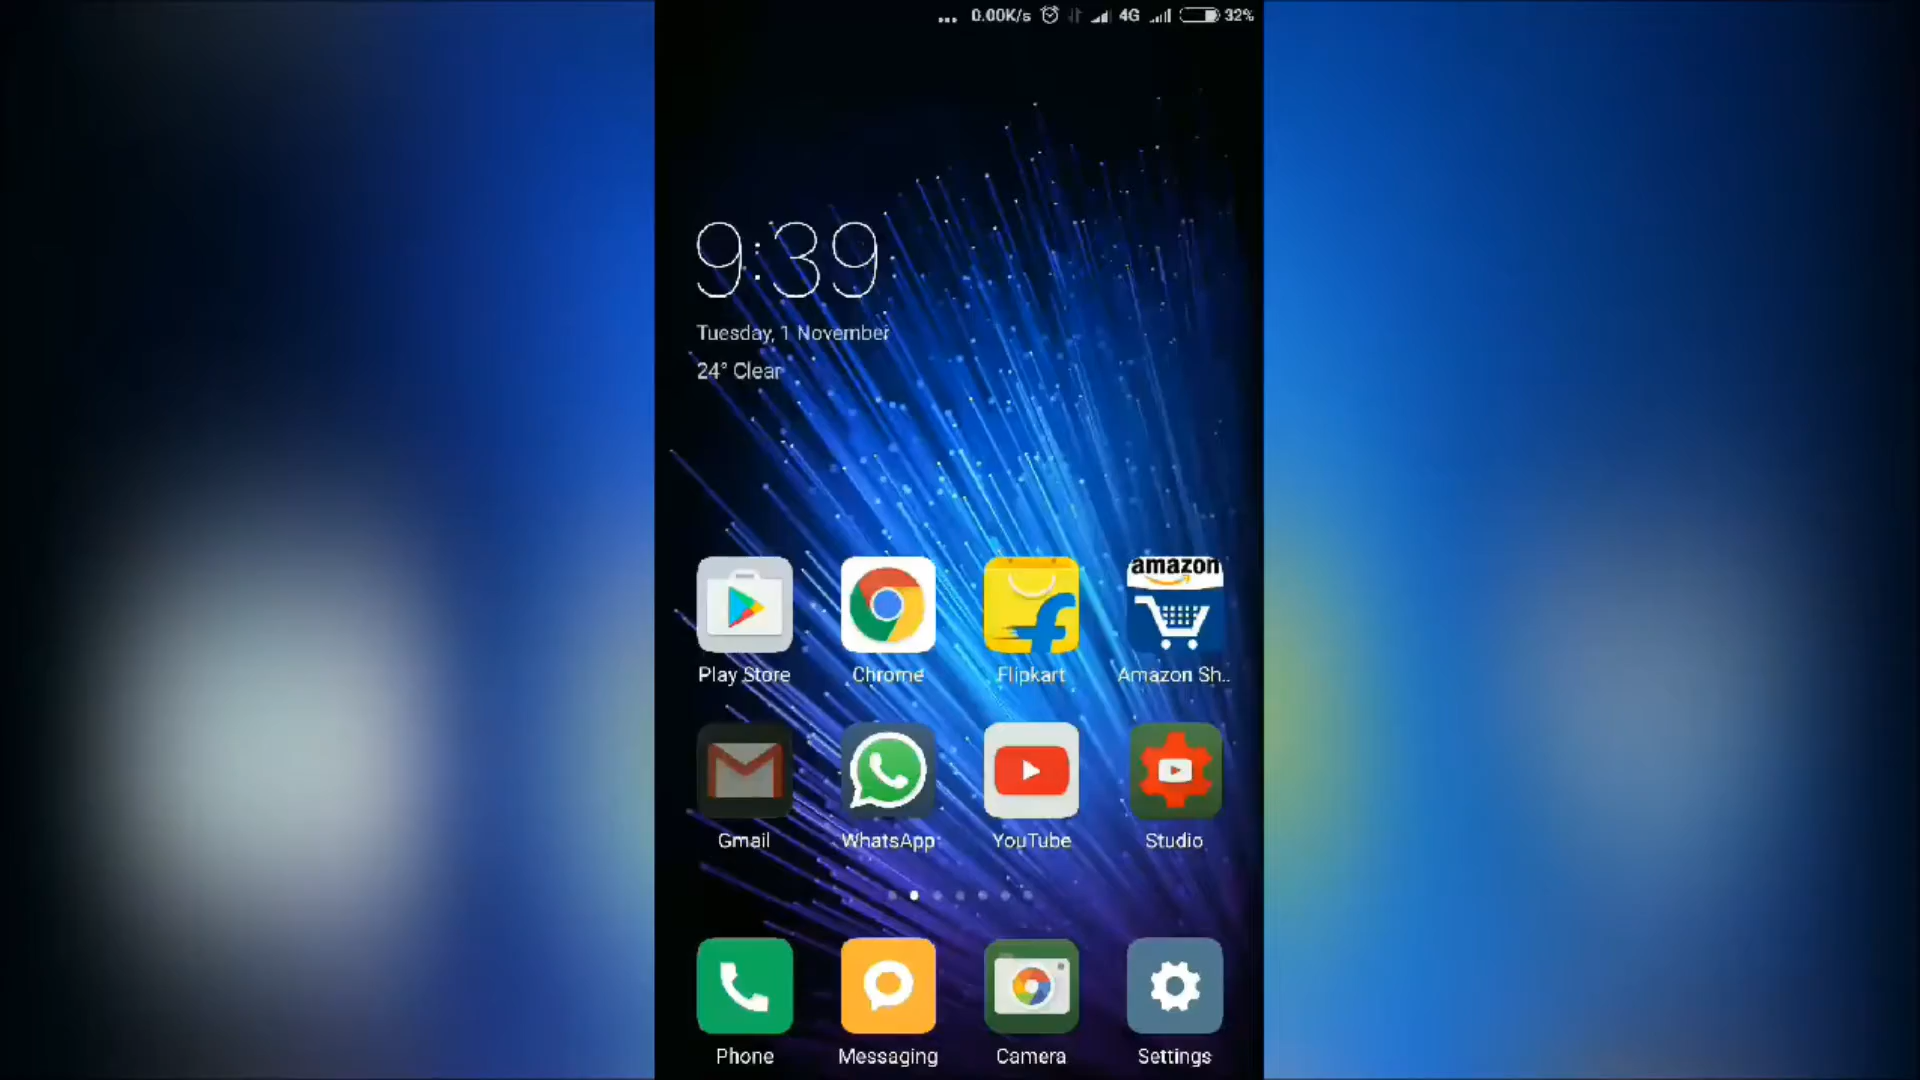 ... 0.00K/s 4G 32%
9:39
Tuesday, 1 November
24° Clear
amazon
Play Store Chrome Flipkart Amazon Sh..
Gmail WhatsApp YouTube Studio
Phone Messaging Camera Settings